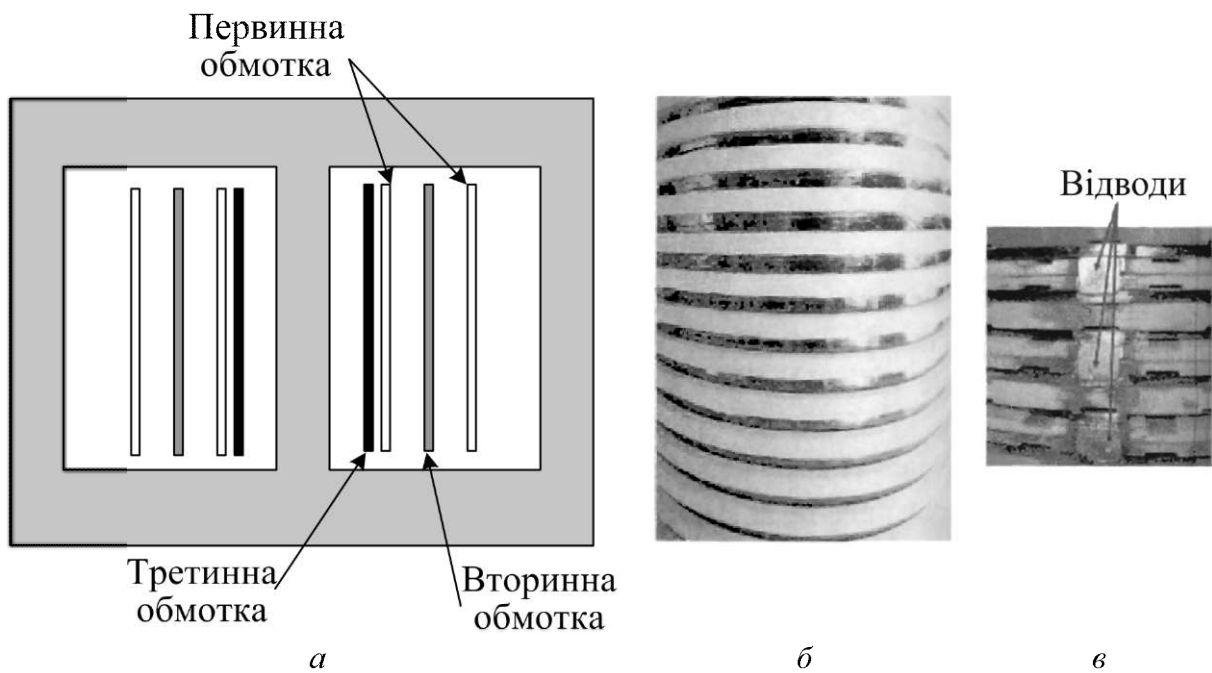 Первинна
обмотка
Відводи
Третинна
обмотка
Вторинна
обмотка
а
б
в